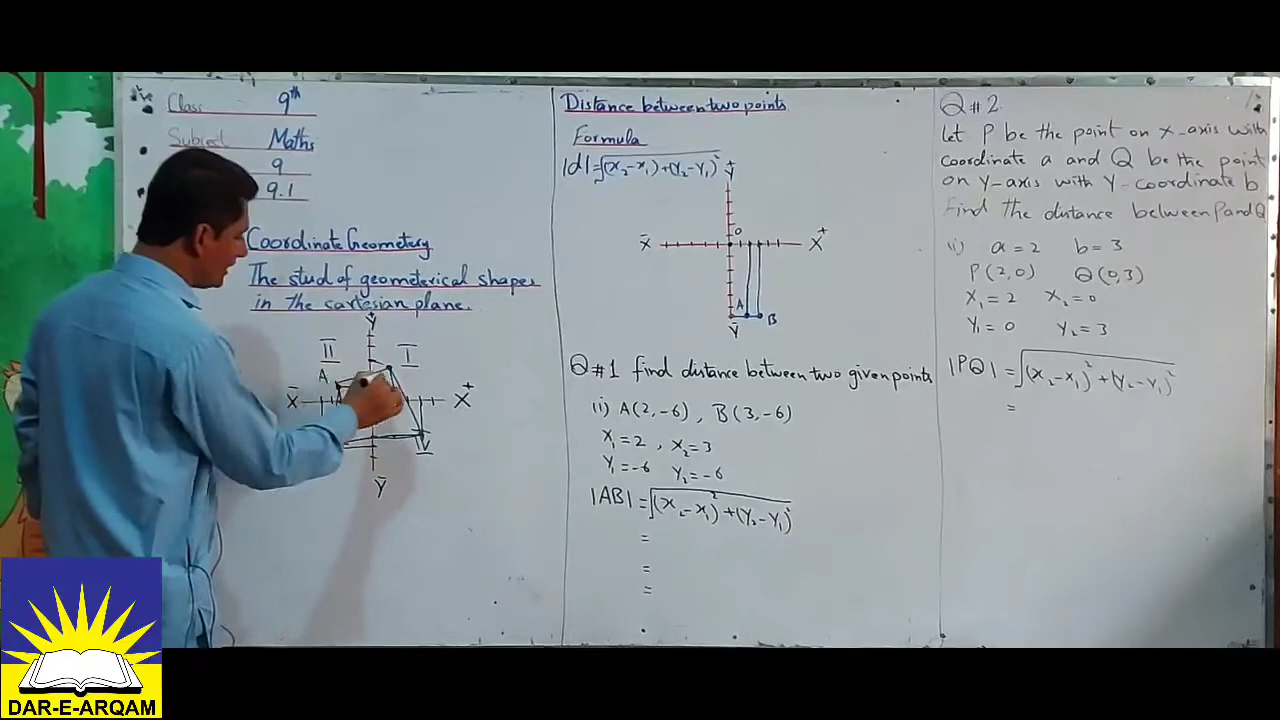 Class 9th
Subject Maths
9
9.1
Coordinate Geometery
The stud of geometerical shapes
in the cartesian plane.
Y+
II I
A
X̄ X+
IV
Ȳ
Distance between two points
Formula
|d|=√(x₂-x₁)+(Y₂-Y₁)²
Y+
O
X̄ X+
A B
Ȳ
Q#1 find distance between two given points
(ii) A(2,-6) , B(3,-6)
X₁=2 , X₂=3
Y₁=-6 Y₂=-6
|AB| =√(x₂-x₁)²+(Y₂-Y₁)²
=
=
=
Q#2
Let P be the point on x-axis with
coordinate a and Q be the point
on Y-axis with Y-coordinate b.
Find The distance between P and Q
(i) a=2 b=3
P(2,0) Q(0,3)
X₁=2 X₂=0
Y₁=0 Y₂=3
|PQ| =√(x₂-x₁)²+(Y₂-Y₁)²
=
DAR-E-ARQAM